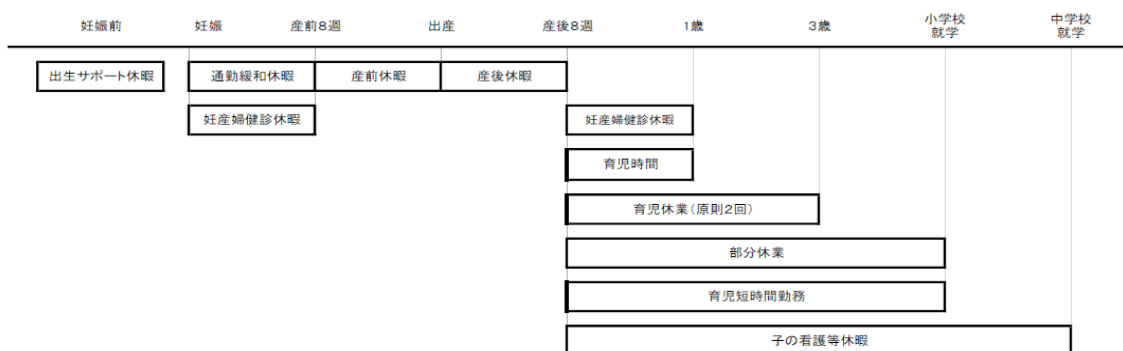 妊娠前 妊娠 産前8週 出産 産後8週 1歳 3歳 小学校 中学校
就学 就学
出生サポート休暇 通勤緩和休暇 産前休暇 産後休暇
妊産婦健診休暇 妊産婦健診休暇
育児時間
育児休業(原則2回)
部分休業
育児短時間勤務
子の看護等休暇